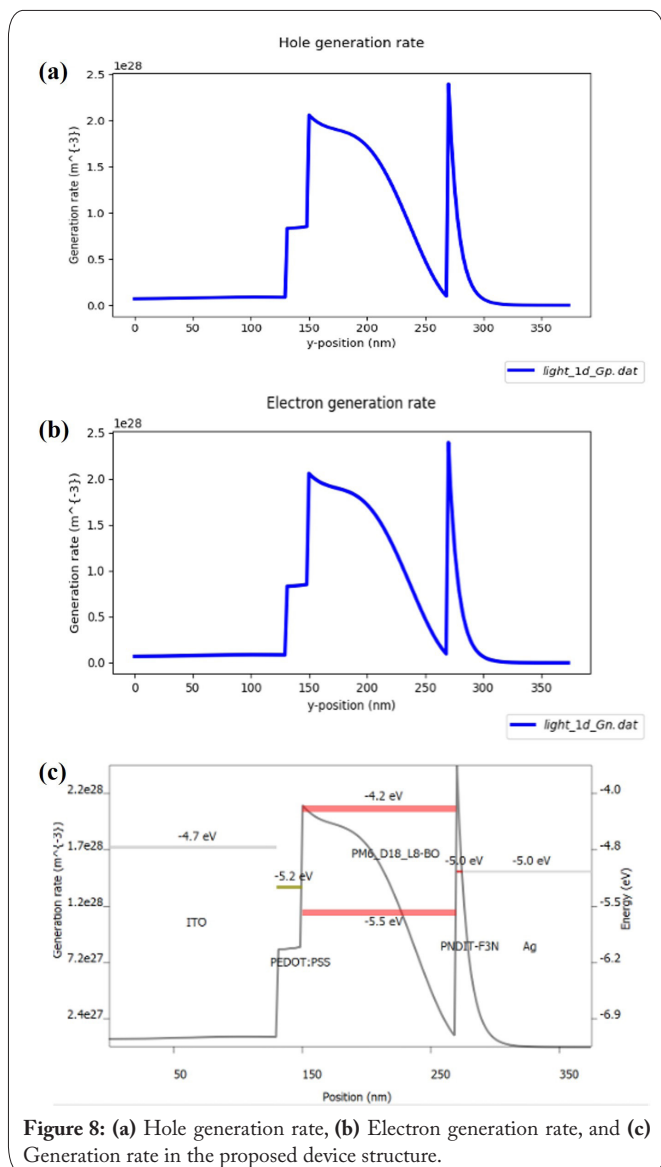 Hole generation rate
(a)
1e28
2.5
2.0
1.5
1.0
0.5
0.0
Generation rate (m^{-3})
0 50 100 150 200 250 300 350
y-position (nm)
light_1d_Gp.dat
Electron generation rate
(b)
1e28
2.5
2.0
1.5
1.0
0.5
0.0
Generation rate (m^{-3})
0 50 100 150 200 250 300 350
y-position (nm)
light_1d_Gn.dat
(c)
2.2e28
1.7e28
1.2e28
7.2e27
2.4e27
Generation rate (m^{-3})
-4.7 eV
-5.2 eV
-4.2 eV
PM6_D18_L8-BO
-5.0 eV
-5.0 eV
-5.5 eV
ITO
PEDOT:PSS
PNDIT-F3N
Ag
-4.0
-4.8
-5.5
-6.2
-6.9
Energy (eV)
50 150 250 350
Position (nm)
Figure 8: (a) Hole generation rate, (b) Electron generation rate, and (c)
Generation rate in the proposed device structure.